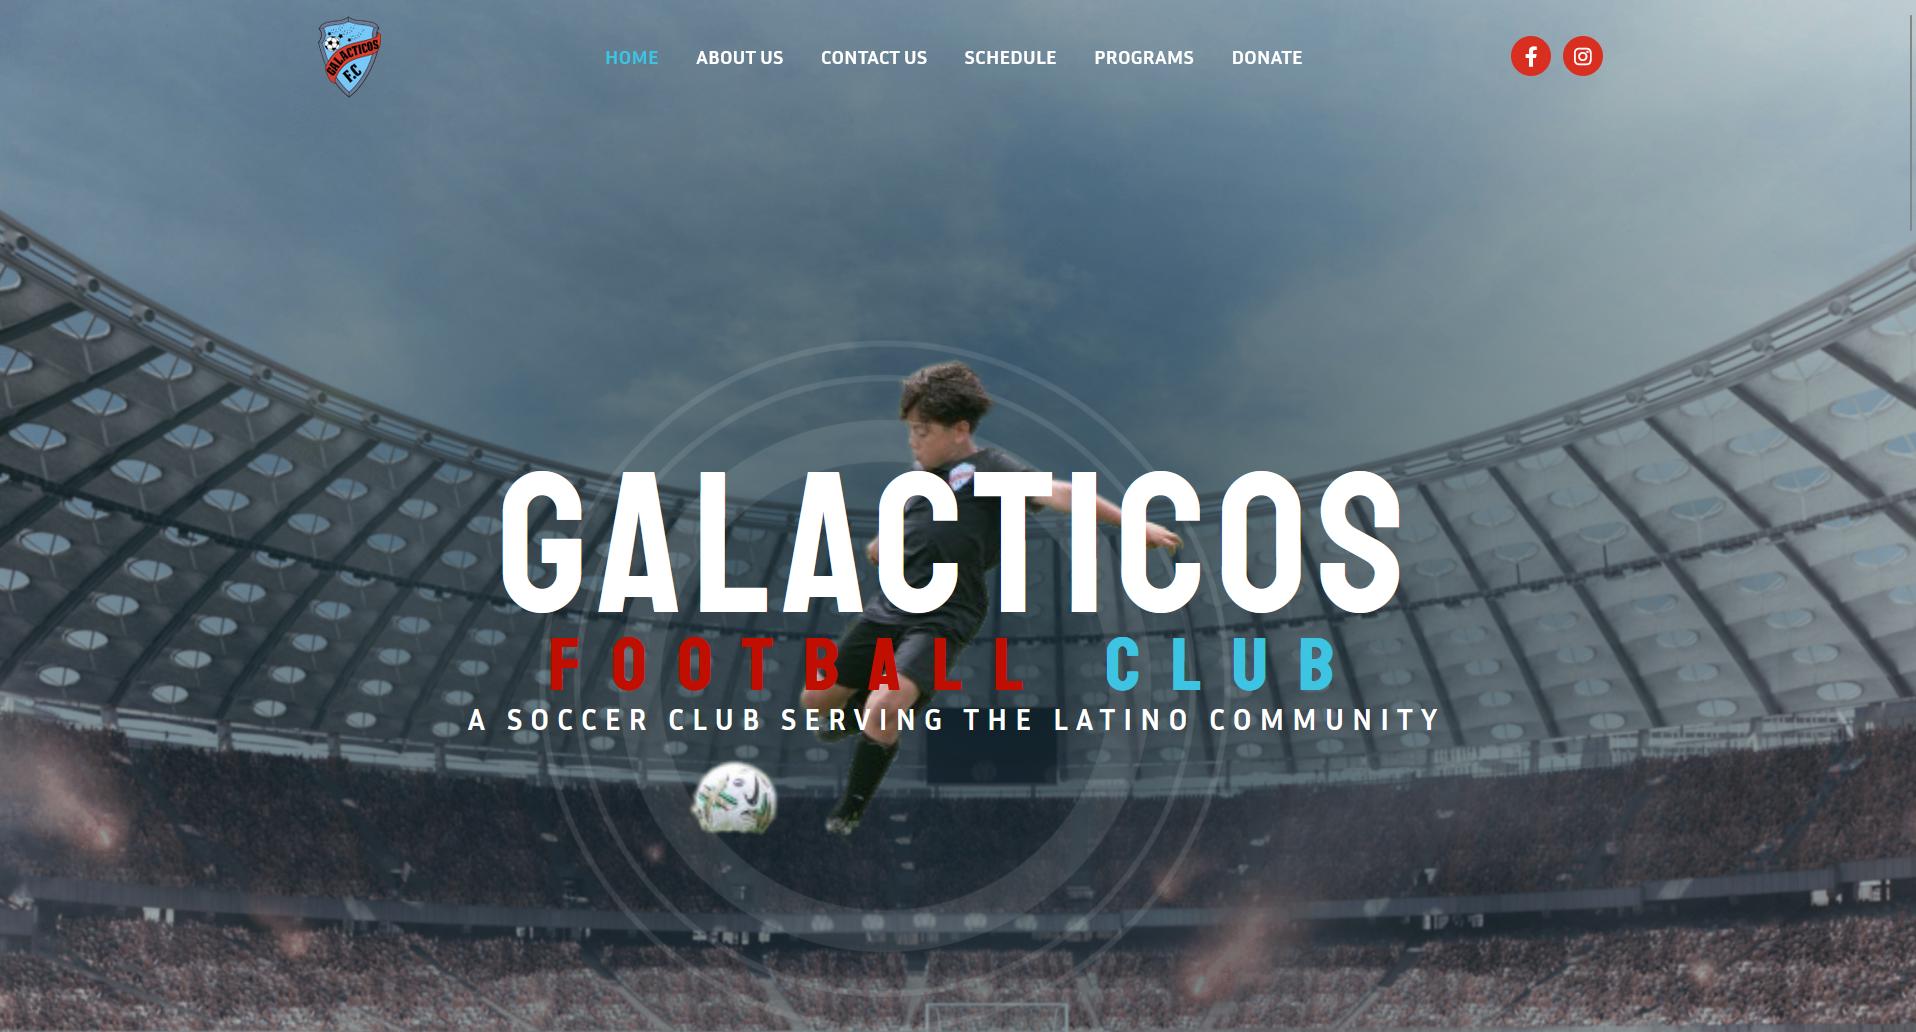 GALACTICOS
F.C
HOME ABOUT US CONTACT US SCHEDULE PROGRAMS DONATE
GALACTICOS
FOOTBALL CLUB
A SOCCER CLUB SERVING THE LATINO COMMUNITY